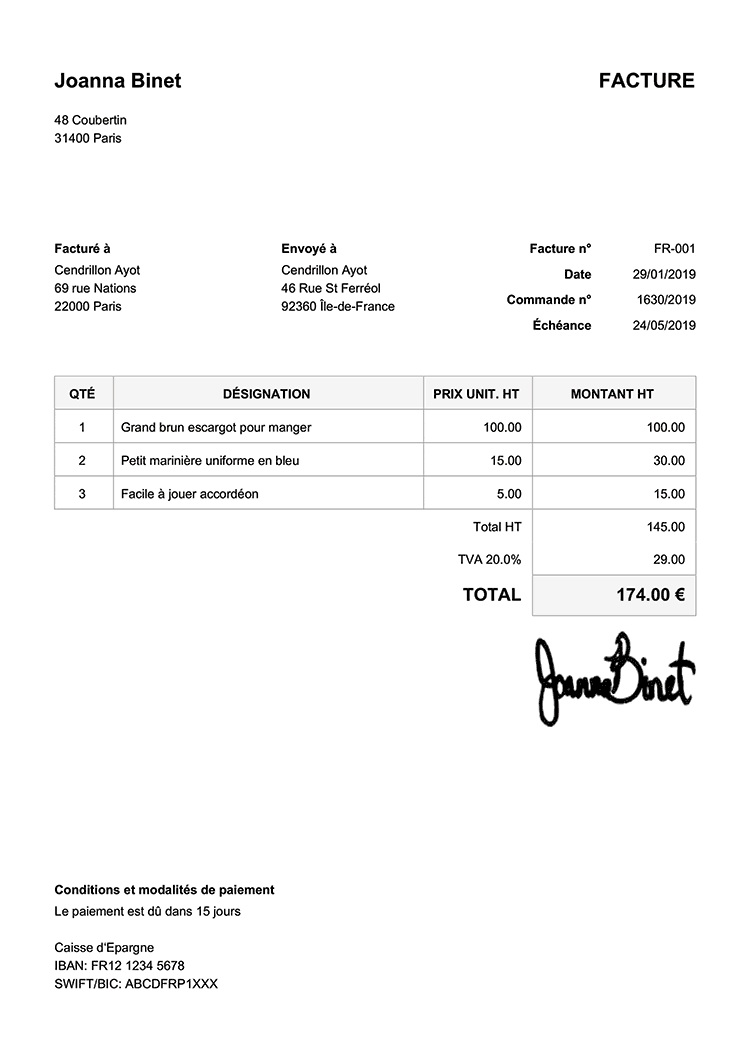 Joanna Binet
FACTURE
48 Coubertin
31400 Paris
Facturé à
Cendrillon Ayot
69 rue Nations
22000 Paris
Envoyé à
Cendrillon Ayot
46 Rue St Ferréol
92360 Île-de-France
Facture n° FR-001
Date 29/01/2019
Commande n° 1630/2019
Échéance 24/05/2019
QTÉ DÉSIGNATION PRIX UNIT. HT MONTANT HT
1 Grand brun escargot pour manger 100.00 100.00
2 Petit marinière uniforme en bleu 15.00 30.00
3 Facile à jouer accordéon 5.00 15.00
Total HT 145.00
TVA 20.0% 29.00
TOTAL 174.00 €
Joanna Binet
Conditions et modalités de paiement
Le paiement est dû dans 15 jours
Caisse d'Epargne
IBAN: FR12 1234 5678
SWIFT/BIC: ABCDFRP1XXX